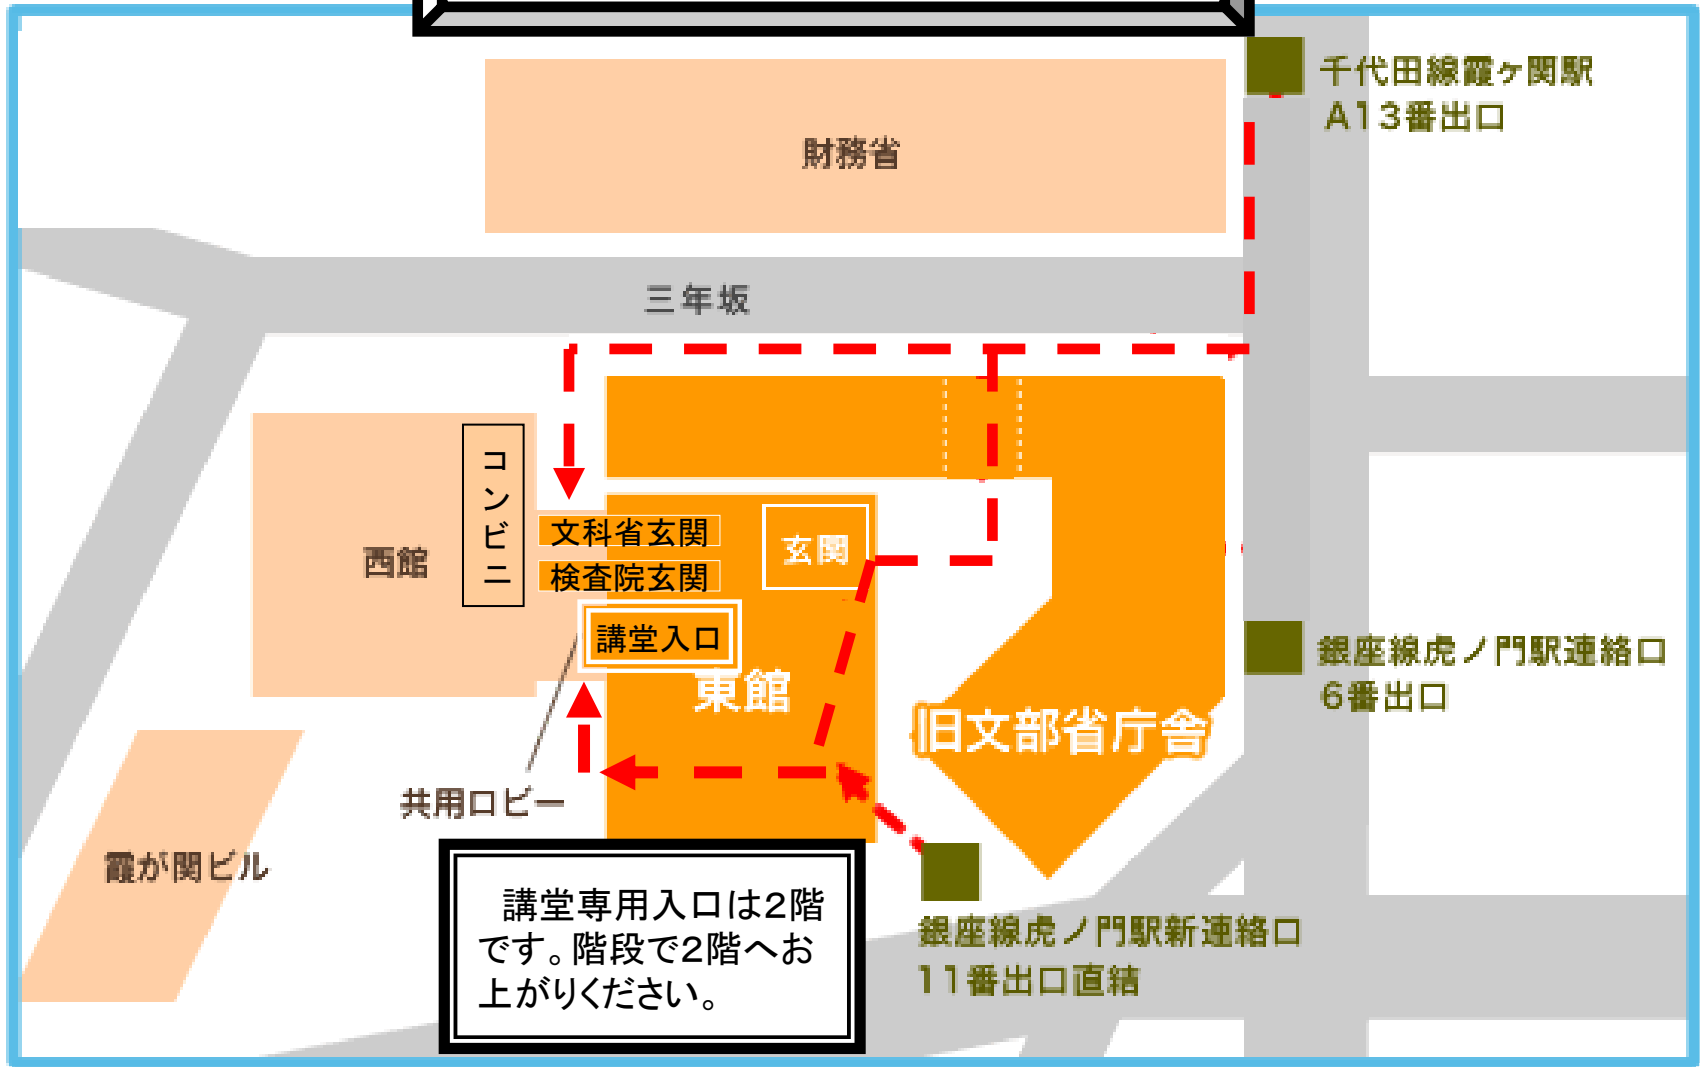 千代田線霞ヶ関駅
A13番出口
財務省
三年坂
コンビニ
文科省玄関
玄関
西館
検査院玄関
講堂入口
東館
銀座線虎ノ門駅連絡口
6番出口
旧文部省庁舎
共用ロビー
霞が関ビル
講堂専用入口は2階
です。階段で2階へお
上がりください。
銀座線虎ノ門駅新連絡口
11番出口直結